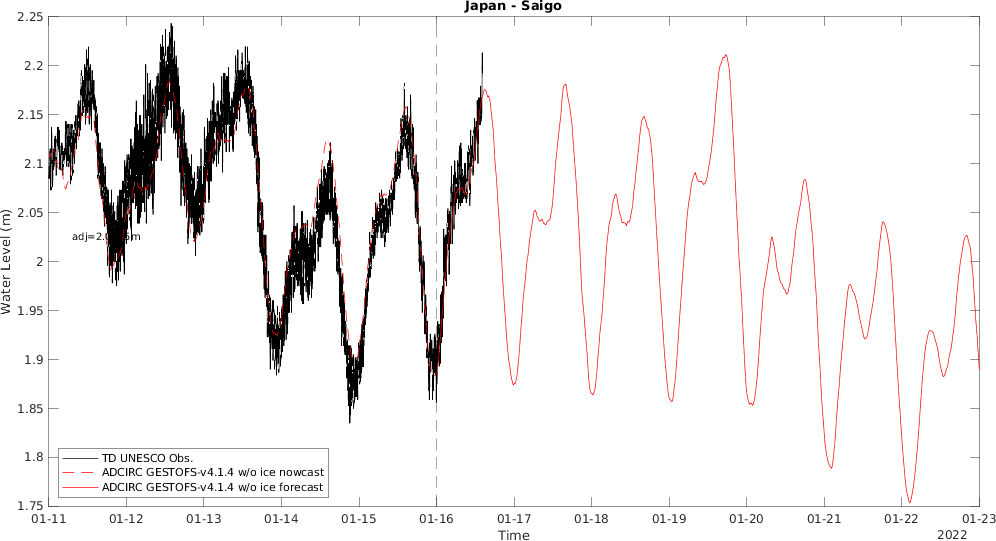 Japan - Saigo
2.25
2.2
2.15
2.1
2.05
2
1.95
1.9
1.85
1.8
1.75
Water Level (m)
TD UNESCO Obs.
ADCIRC GESTOFS-v4.1.4 w/o ice nowcast
ADCIRC GESTOFS-v4.1.4 w/o ice forecast
01-11 01-12 01-13 01-14 01-15 01-16 01-17 01-18 01-19 01-20 01-21 01-22 01-23
Time
2022